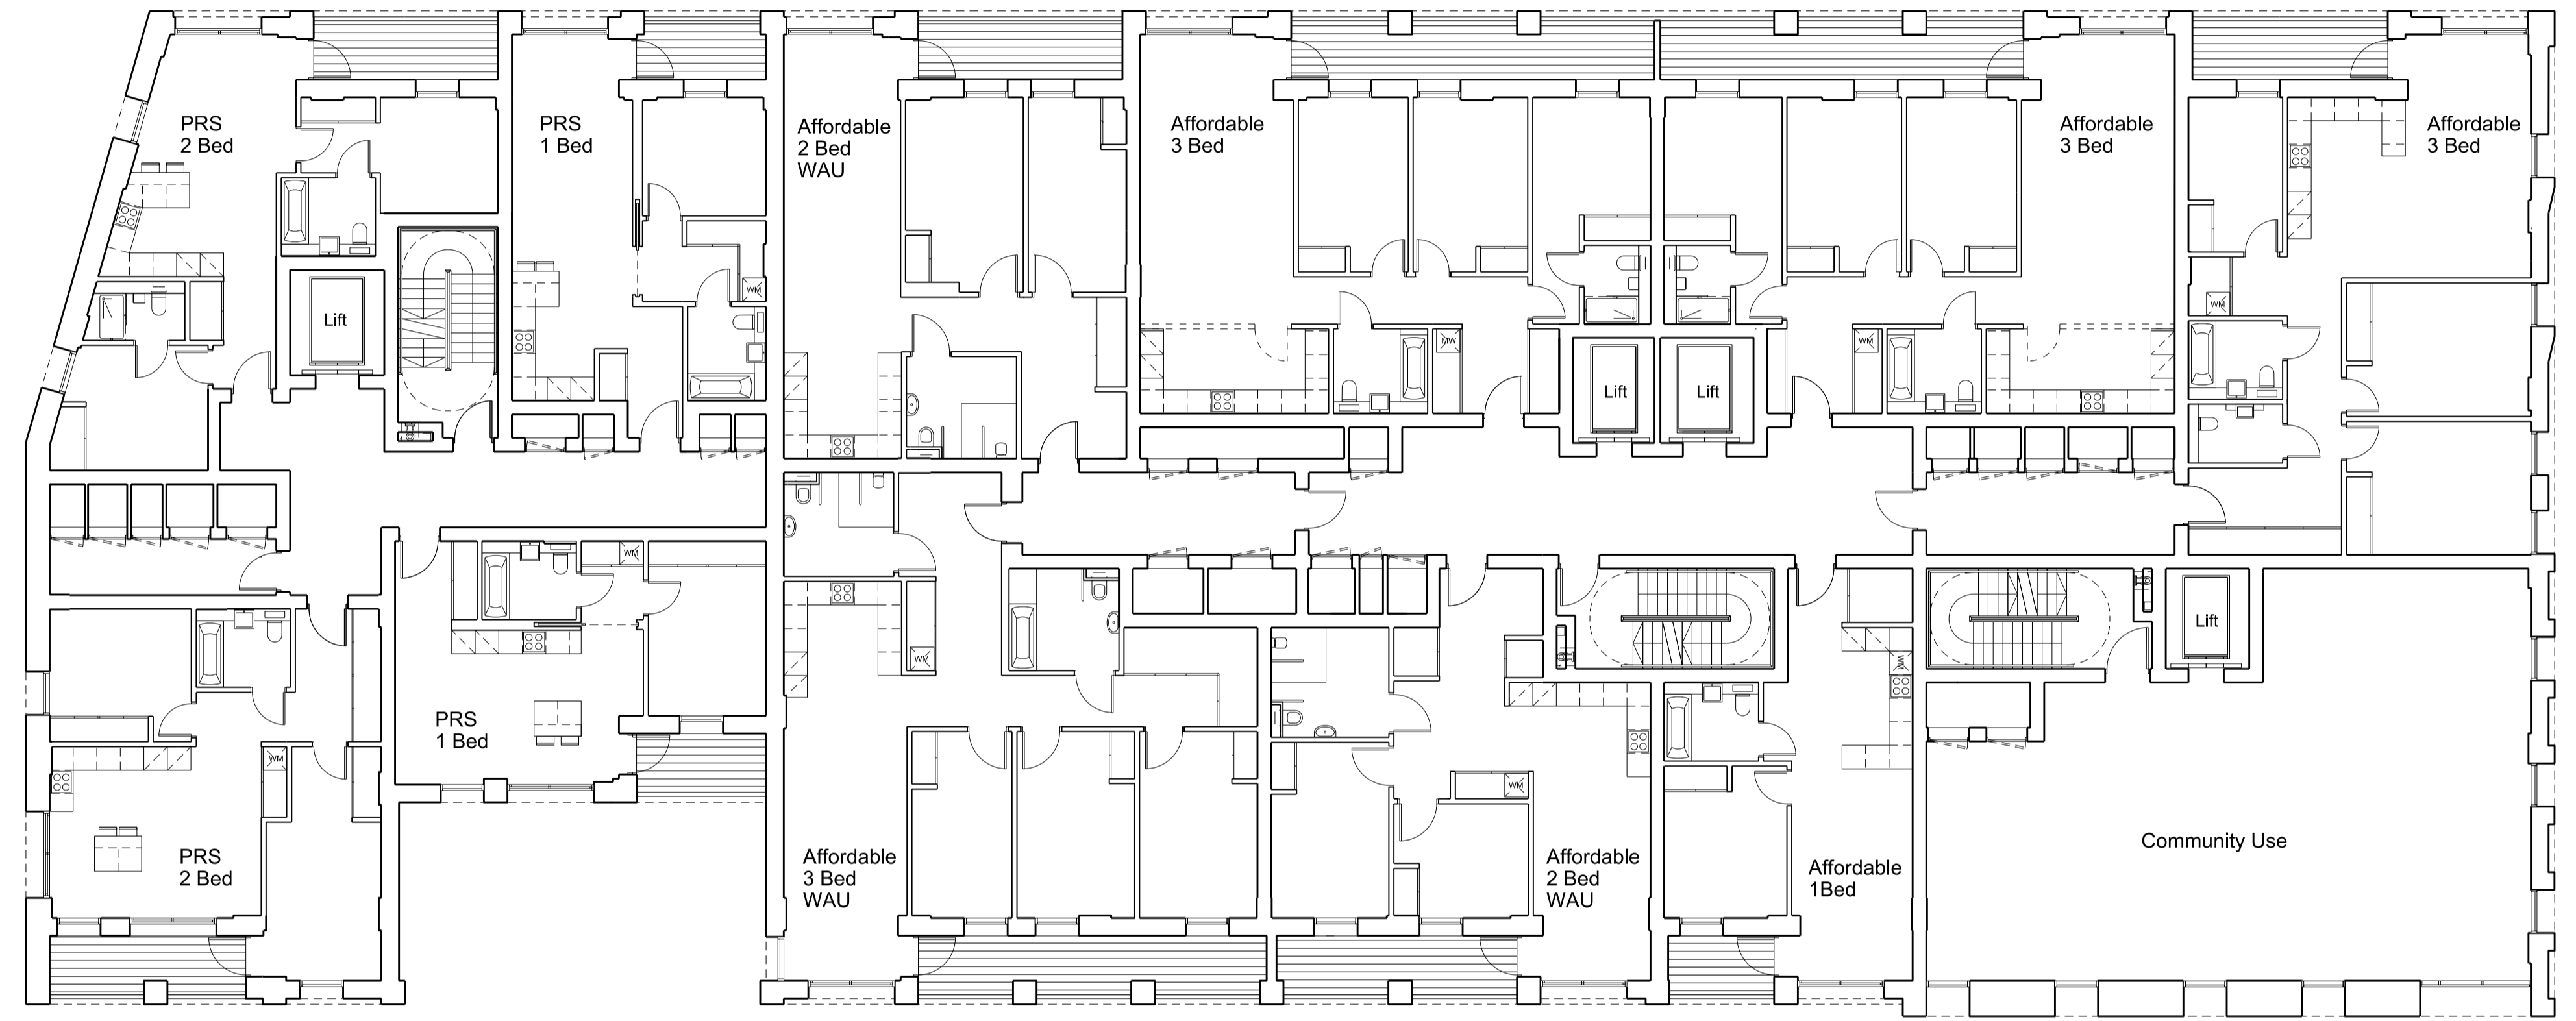 PRS
2 Bed
PRS
1 Bed
Affordable
2 Bed
WAU
Affordable
3 Bed
Affordable
3 Bed
Affordable
3 Bed
WM
WM
Lift
MW
WM
Lift
Lift
WM
WM
Lift
WM
WM
PRS
1 Bed
WM
WM
PRS
2 Bed
Affordable
3 Bed
WAU
Affordable
2 Bed
WAU
Affordable
1Bed
Community Use